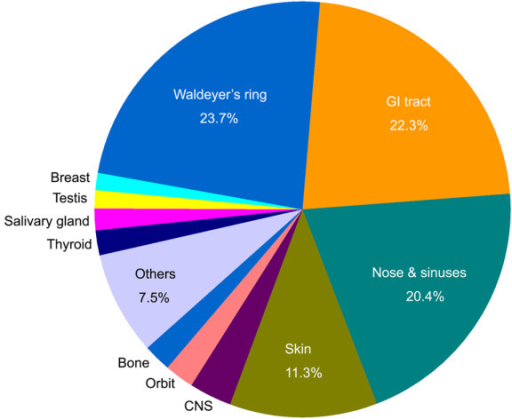 Waldeyer's ring
23.7%
GI tract
22.3%
Breast
Testis
Salivary gland
Thyroid
Others
7.5%
Nose & sinuses
20.4%
Skin
11.3%
Bone
Orbit
CNS